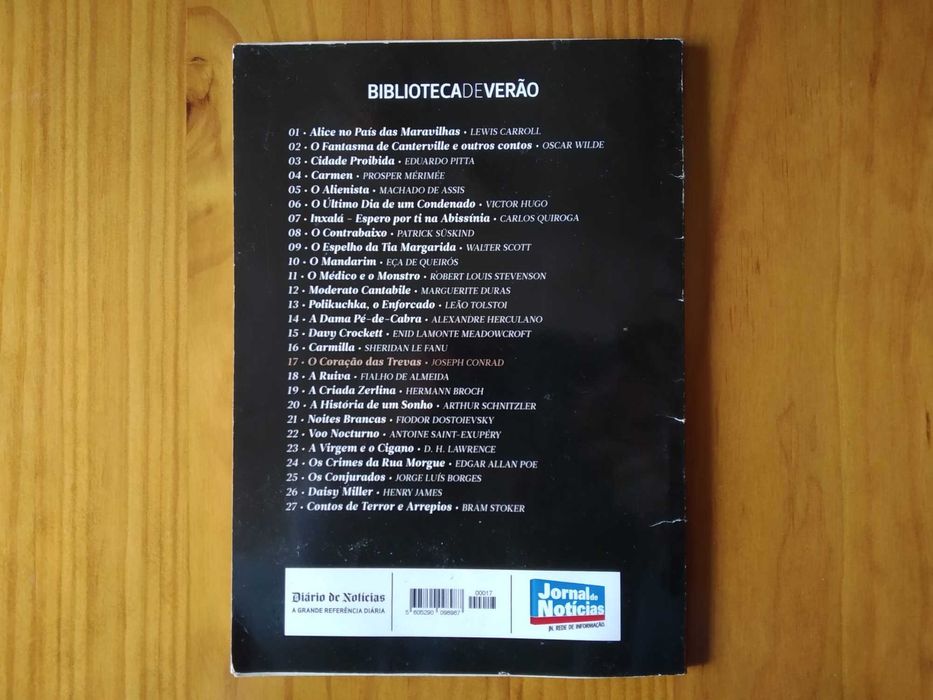 BIBLIOTECADEVERÃO
01 • Alice no País das Maravilhas • LEWIS CARROLL
02 • O Fantasma de Canterville e outros contos • OSCAR WILDE
03 • Cidade Proibida • EDUARDO PITTA
04 • Carmen • PROSPER MÉRIMÉE
05 • O Alienista • MACHADO DE ASSIS
06 • O Último Dia de um Condenado • VICTOR HUGO
07 • Inxalá - Espero por ti na Abissínia • CARLOS QUIROGA
08 • O Contrabaixo • PATRICK SÜSKIND
09 • O Espelho da Tia Margarida • WALTER SCOTT
10 • O Mandarim • EÇA DE QUEIRÓS
11 • O Médico e o Monstro • ROBERT LOUIS STEVENSON
12 • Moderato Cantabile • MARGUERITE DURAS
13 • Polikuchka, o Enforcado • LEÃO TOLSTOI
14 • A Dama Pé-de-Cabra • ALEXANDRE HERCULANO
15 • Davy Crockett • ENID LAMONTE MEADOWCROFT
16 • Carmilla • SHERIDAN LE FANU
17 • O Coração das Trevas • JOSEPH CONRAD
18 • A Ruiva • FIALHO DE ALMEIDA
19 • A Criada Zerlina • HERMANN BROCH
20 • A História de um Sonho • ARTHUR SCHNITZLER
21 • Noites Brancas • FIODOR DOSTOIEVSKY
22 • Voo Nocturno • ANTOINE SAINT-EXUPÉRY
23 • A Virgem e o Cigano • D. H. LAWRENCE
24 • Os Crimes da Rua Morgue • EDGAR ALLAN POE
25 • Os Conjurados • JORGE LUÍS BORGES
26 • Daisy Miller • HENRY JAMES
27 • Contos de Terror e Arrepios • BRAM STOKER
Diário de Notícias
A GRANDE REFERÊNCIA DIÁRIA
00017
5 605290 098987
Jornal de
Notícias
JN, REDE DE INFORMAÇÃO